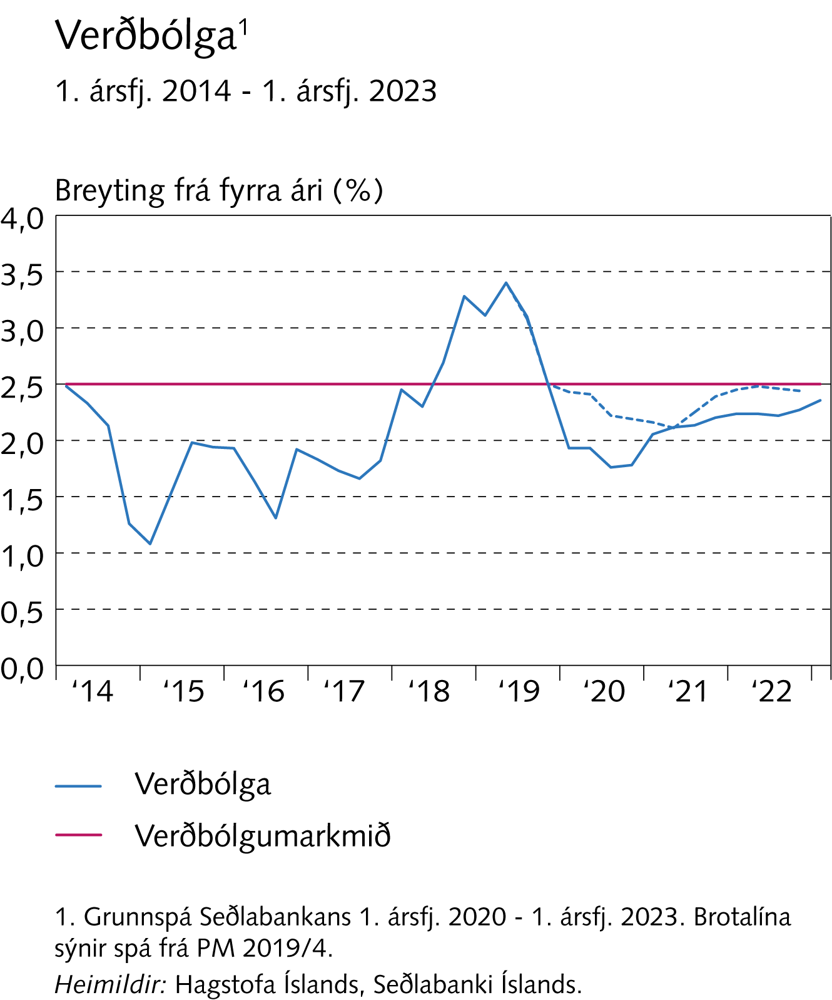 Verðbólga¹
1. ársfj. 2014 - 1. ársfj. 2023
Breyting frá fyrra ári (%)
4,0
3,5
3,0
2,5
2,0
1,5
1,0
0,5
0,0
‘14 ‘15 ‘16 ‘17 ‘18 ‘19 ‘20 ‘21 ‘22
Verðbólga
Verðbólgumarkmið
1. Grunnspá Seðlabankans 1. ársfj. 2020 - 1. ársfj. 2023. Brotalína
sýnir spá frá PM 2019/4.
Heimildir: Hagstofa Íslands, Seðlabanki Íslands.